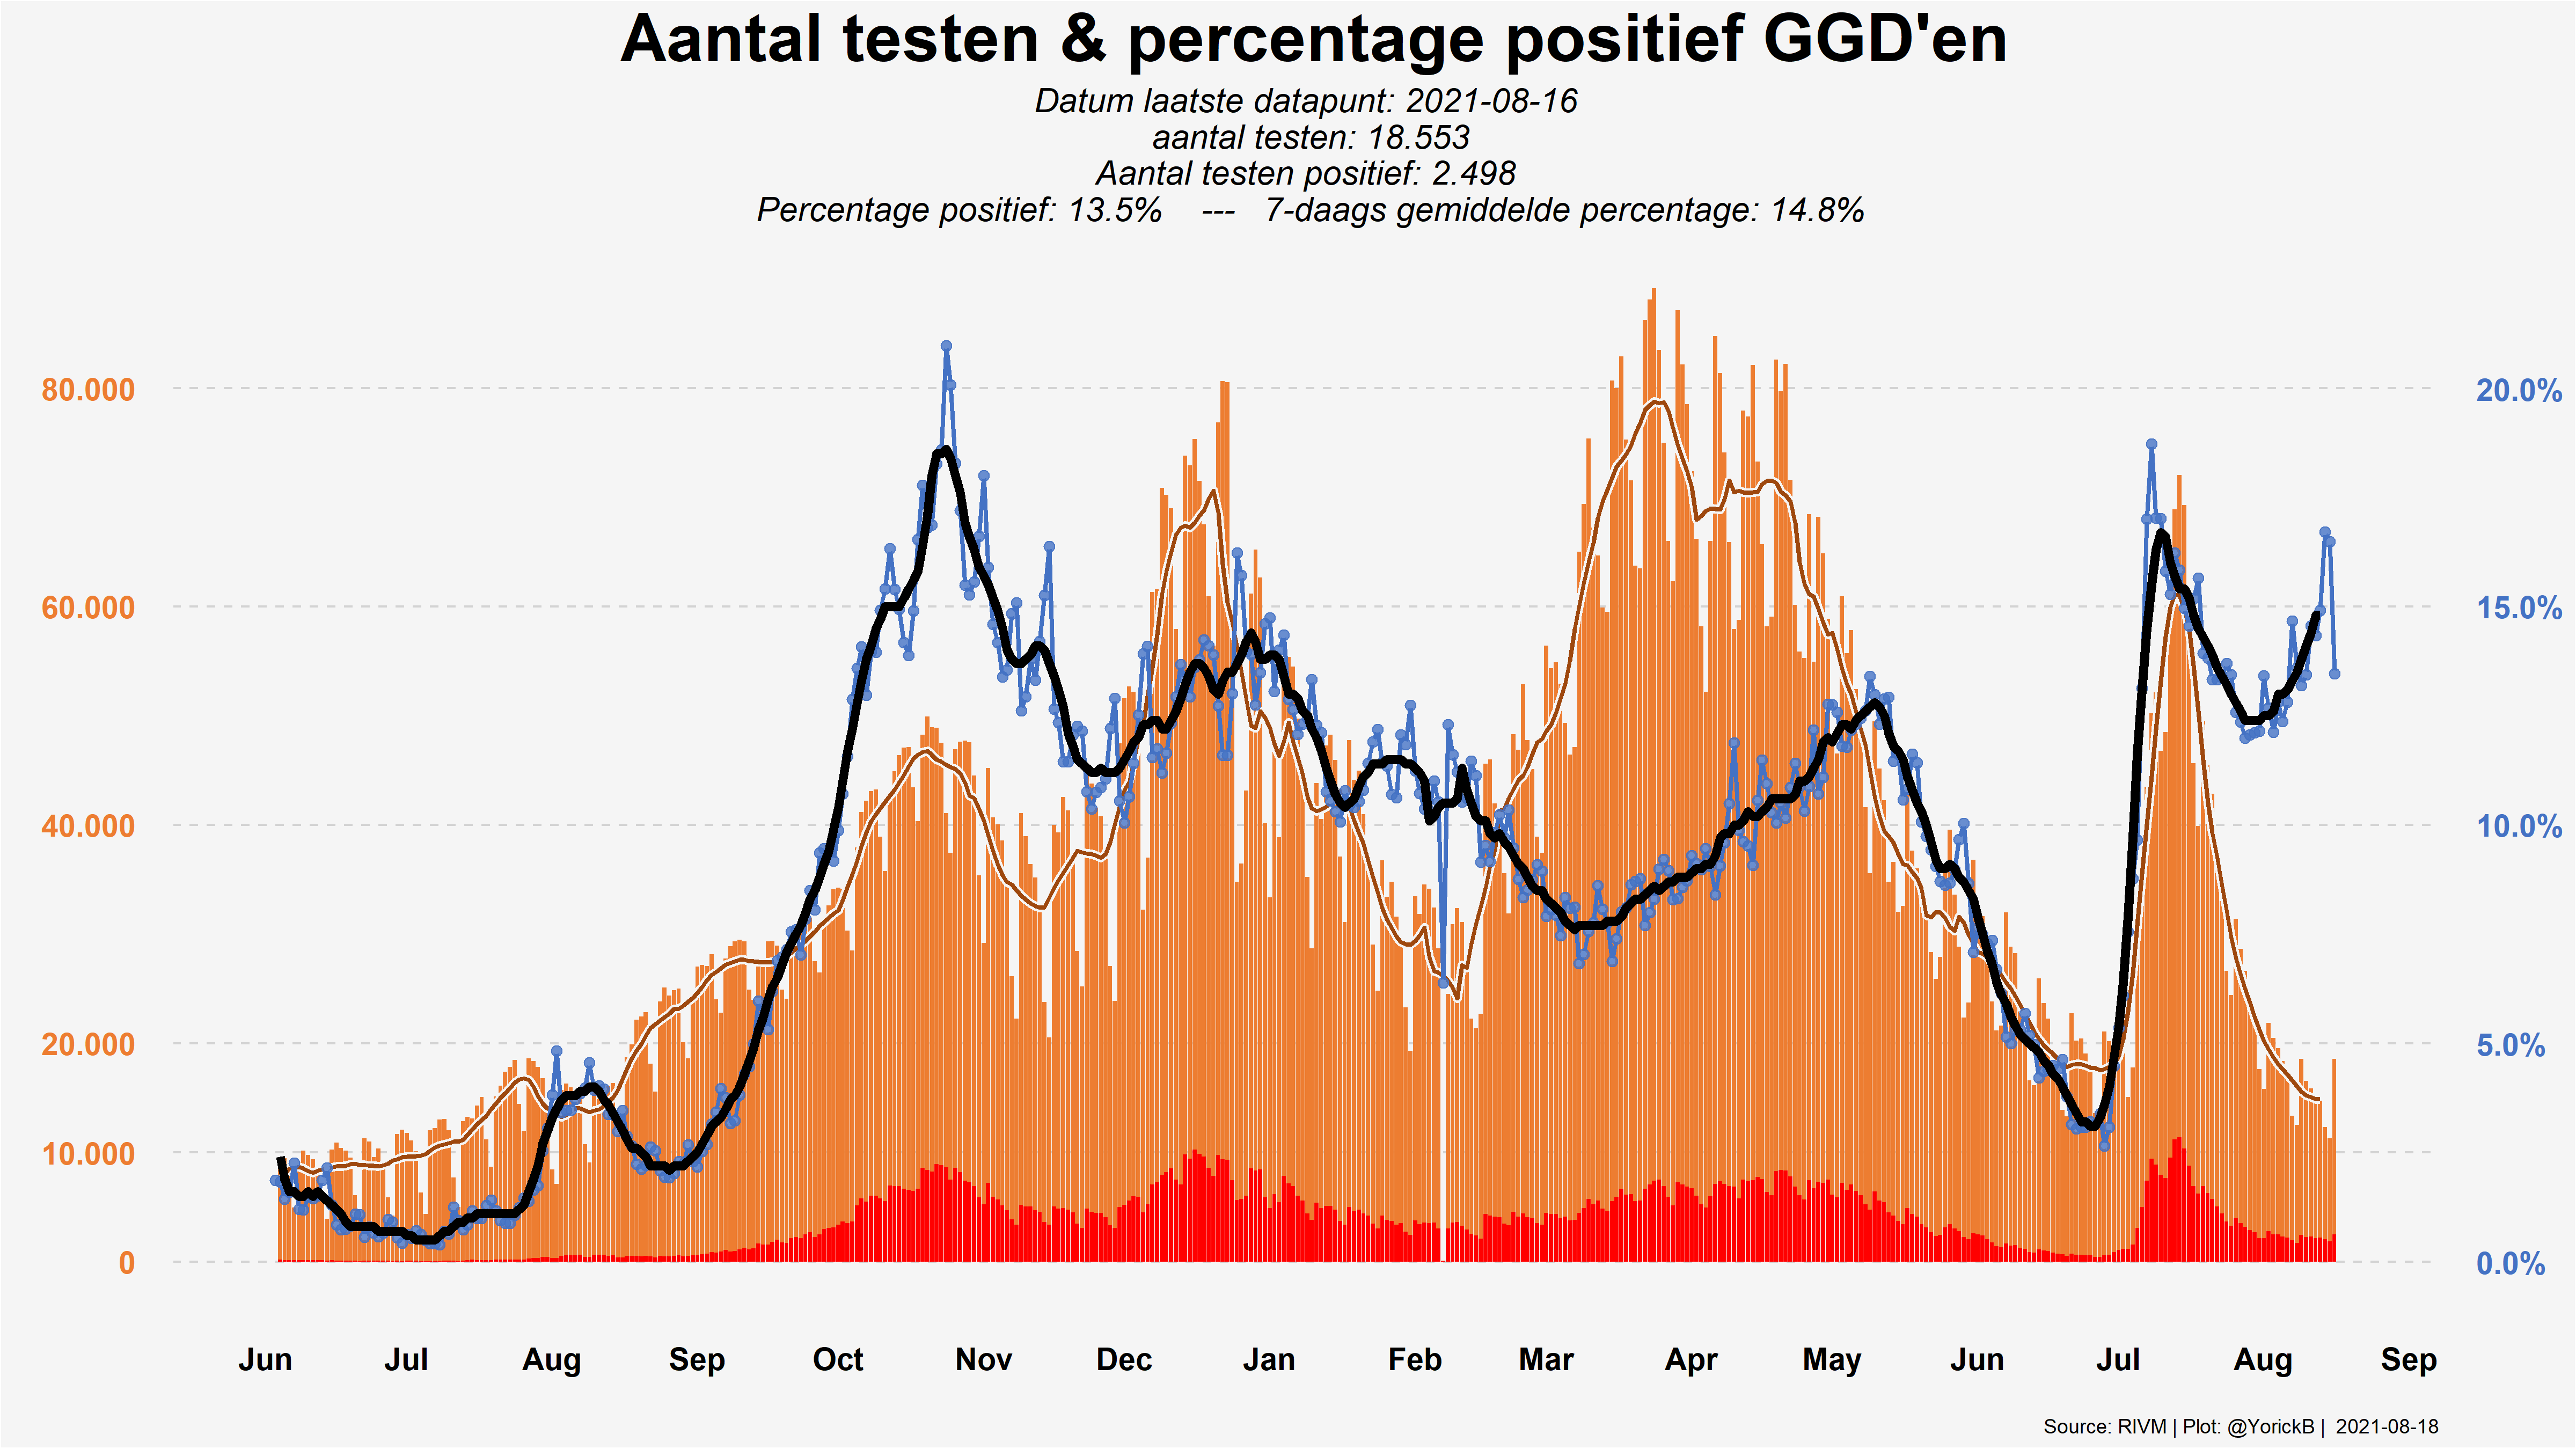 Aantal testen & percentage positief GGD'en
Datum laatste datapunt: 2021-08-16
aantal testen: 18.553
Aantal testen positief: 2.498
Percentage positief: 13.5% --- 7-daags gemiddelde percentage: 14.8%
80.000
60.000
40.000
20.000
10.000
0
20.0%
15.0%
10.0%
5.0%
0.0%
Jun Jul Aug Sep Oct Nov Dec Jan Feb Mar Apr May Jun Jul Aug Sep
Source: RIVM | Plot: @YorickB | 2021-08-18